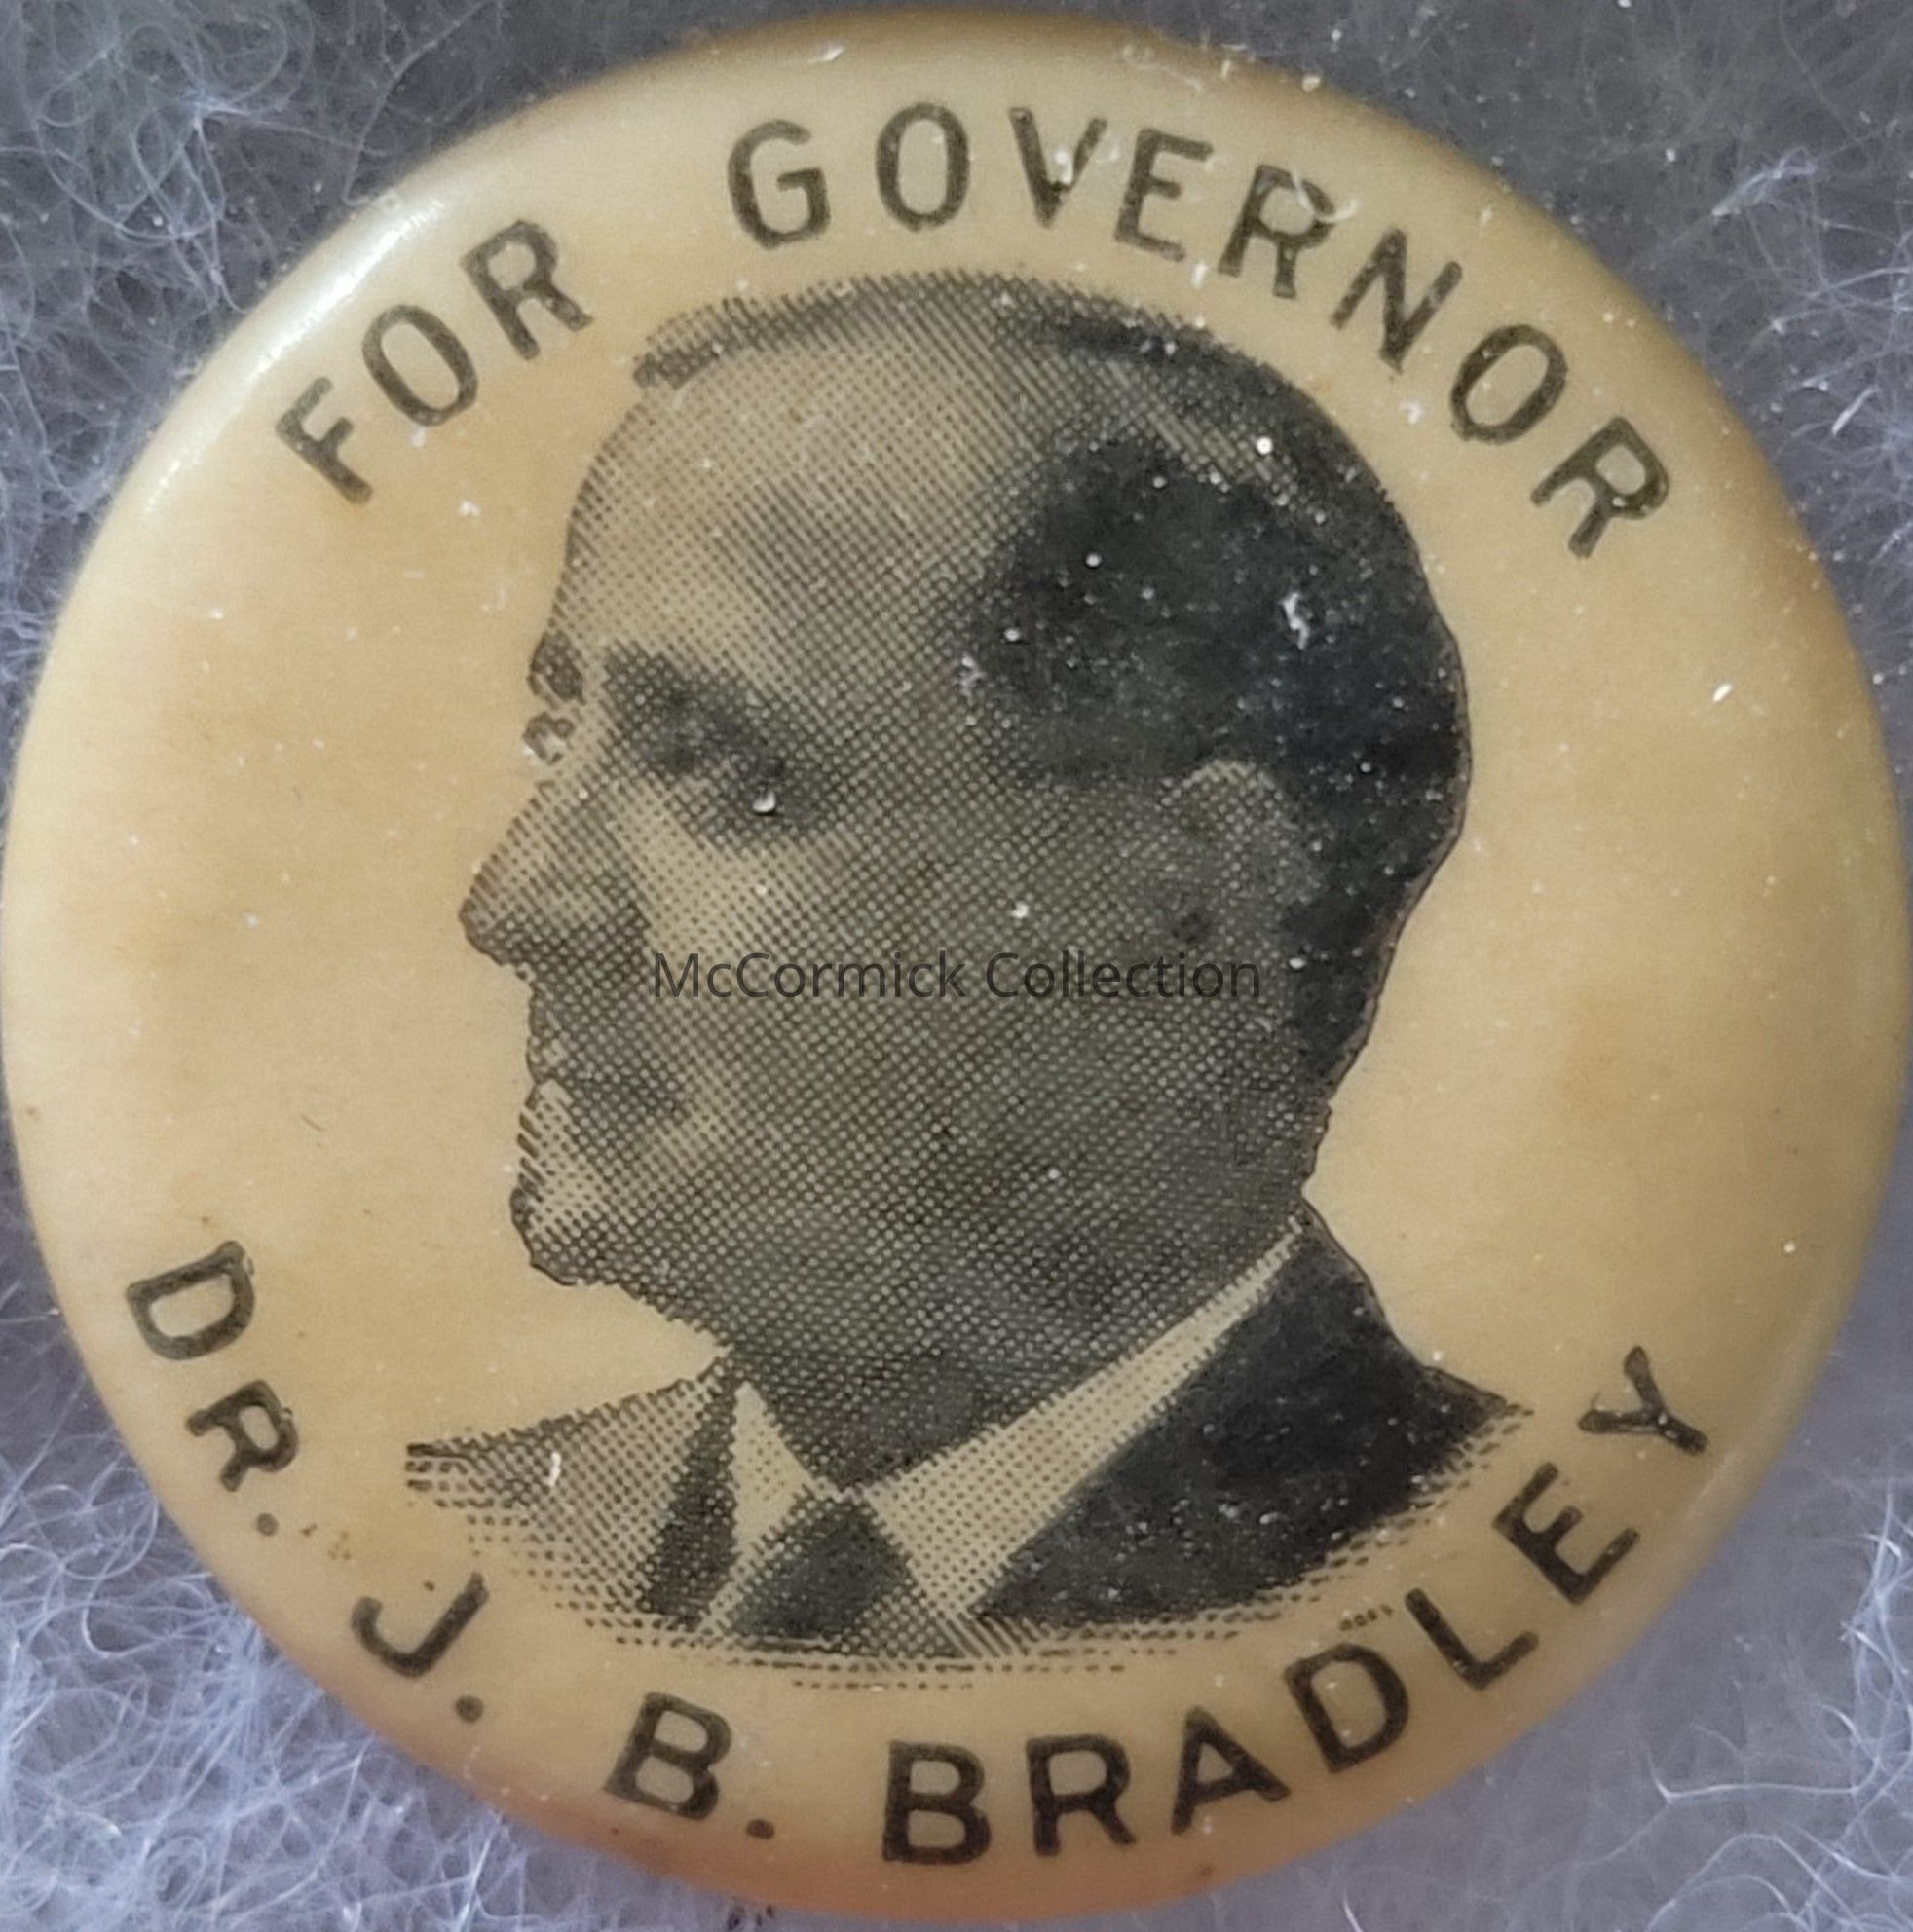 FOR GOVERNOR
McCormick Collection
DR. J. B. BRADLEY